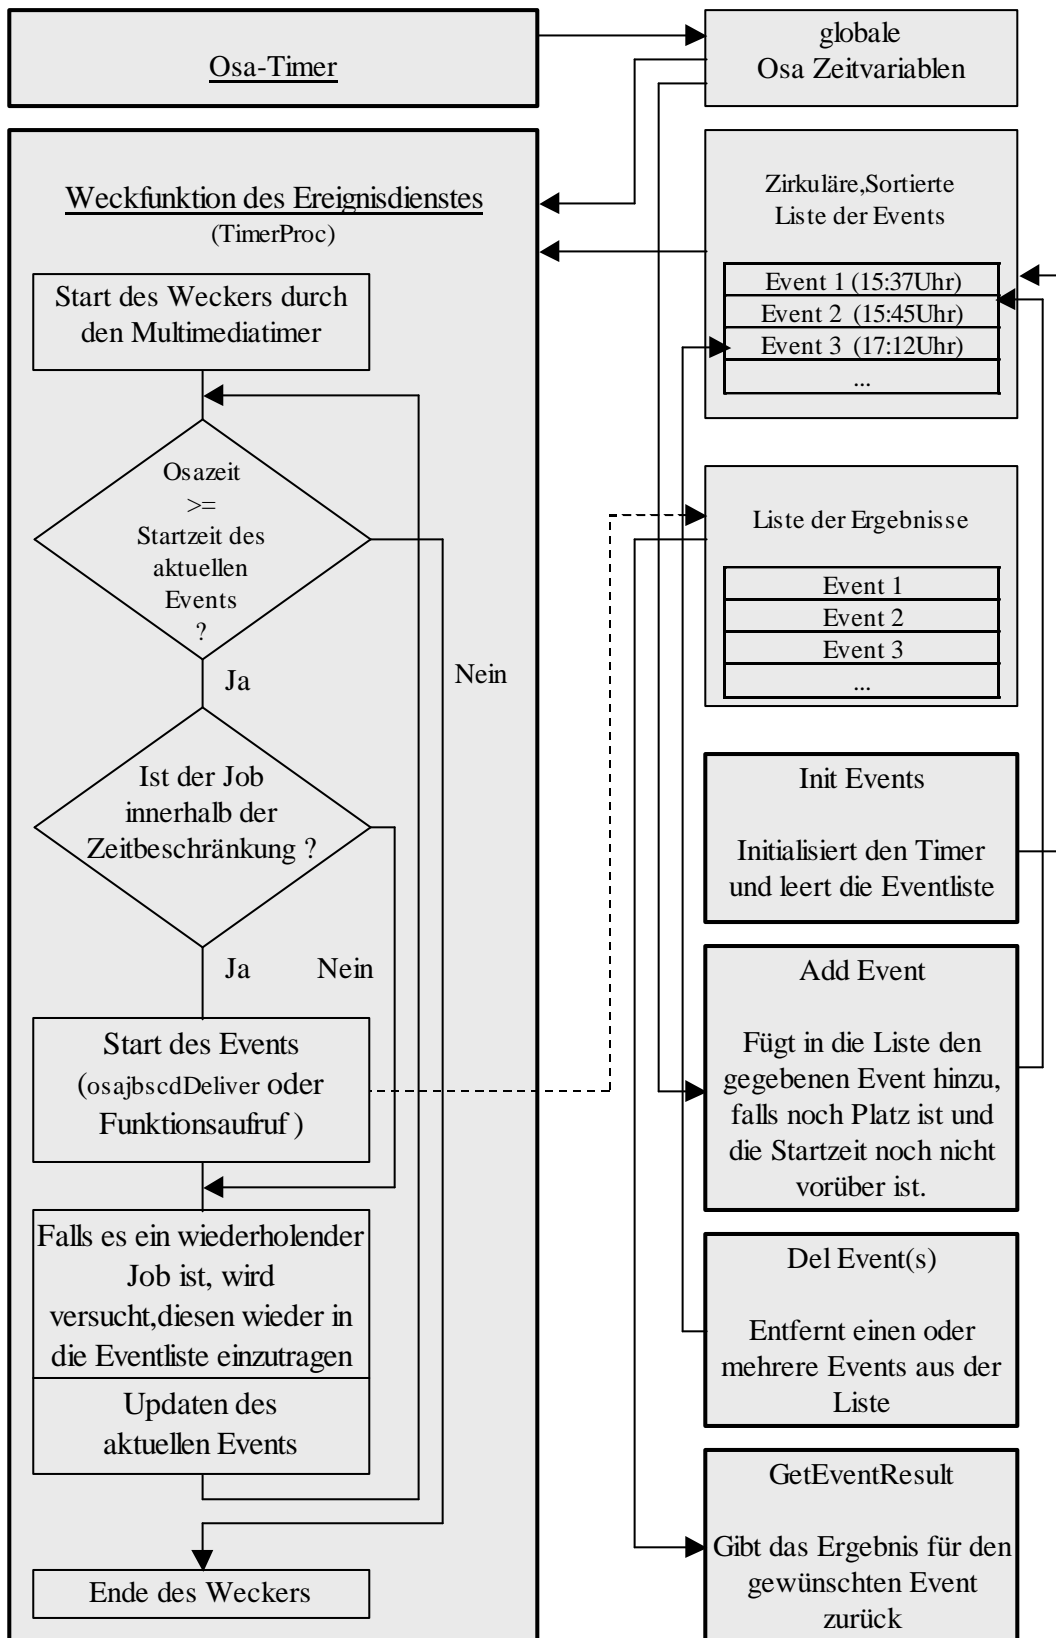 Osa-Timer
globale
Osa Zeitvariablen
Weckfunktion des Ereignisdienstes
(TimerProc)
Start des Weckers durch
den Multimediatimer
Osazeit
>=
Startzeit des
aktuellen
Events
?
Ja
Nein
Ist der Job
innerhalb der
Zeitbeschränkung ?
Ja
Nein
Start des Events
(osajbscdDeliver oder
Funktionsaufruf )
Falls es ein wiederholender
Job ist, wird
versucht,diesen wieder in
die Eventliste einzutragen
Updaten des
aktuellen Events
Ende des Weckers
Zirkuläre,Sortierte
Liste der Events
Event 1 (15:37Uhr)
Event 2 (15:45Uhr)
Event 3 (17:12Uhr)
...
Liste der Ergebnisse
Event 1
Event 2
Event 3
...
Init Events
Initialisiert den Timer
und leert die Eventliste
Add Event
Fügt in die Liste den
gegebenen Event hinzu,
falls noch Platz ist und
die Startzeit noch nicht
vorüber ist.
Del Event(s)
Entfernt einen oder
mehrere Events aus der
Liste
GetEventResult
Gibt das Ergebnis für den
gewünschten Event
zurück